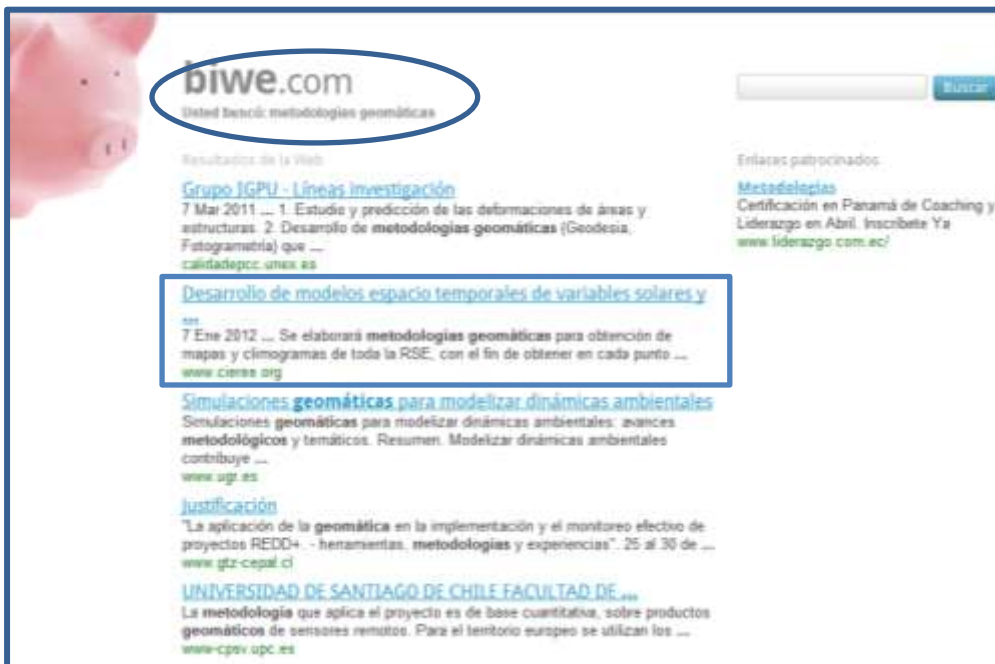 biwe.com
Usted buscó: metodologías geomáticas
Buscar
Resultados de la Web
Grupo IGPU - Líneas investigación
7 Mar 2011 ... 1. Estudio y predicción de las deformaciones de áreas y
estructuras. 2. Desarrollo de metodologías geomáticas (Geodesia,
Fotogrametría) que ...
calidadepcc.unex.es
Desarrollo de modelos espacio temporales de variables solares y
...
7 Ene 2012 ... Se elaborará metodologías geomáticas para obtención de
mapas y climogramas de toda la RSE, con el fin de obtener en cada punto ...
www.cieres.org
Simulaciones geomáticas para modelizar dinámicas ambientales
Simulaciones geomáticas para modelizar dinámicas ambientales: avances
metodológicos y temáticos. Resumen. Modelizar dinámicas ambientales
contribuye ...
www.ugr.es
Justificación
"La aplicación de la geomática en la implementación y el monitoreo efectivo de
proyectos REDD+. - herramientas, metodologías y experiencias". 25 al 30 de ...
www.gtz-cepal.cl
UNIVERSIDAD DE SANTIAGO DE CHILE FACULTAD DE ...
La metodología que aplica el proyecto es de base cuantitativa, sobre productos
geomáticos de sensores remotos. Para el territorio europeo se utilizan los ...
www-cpsv.upc.es
Enlaces patrocinados
Metodologias
Certificación en Panamá de Coaching y
Liderazgo en Abril. Inscríbete Ya
www.liderazgo.com.ec/